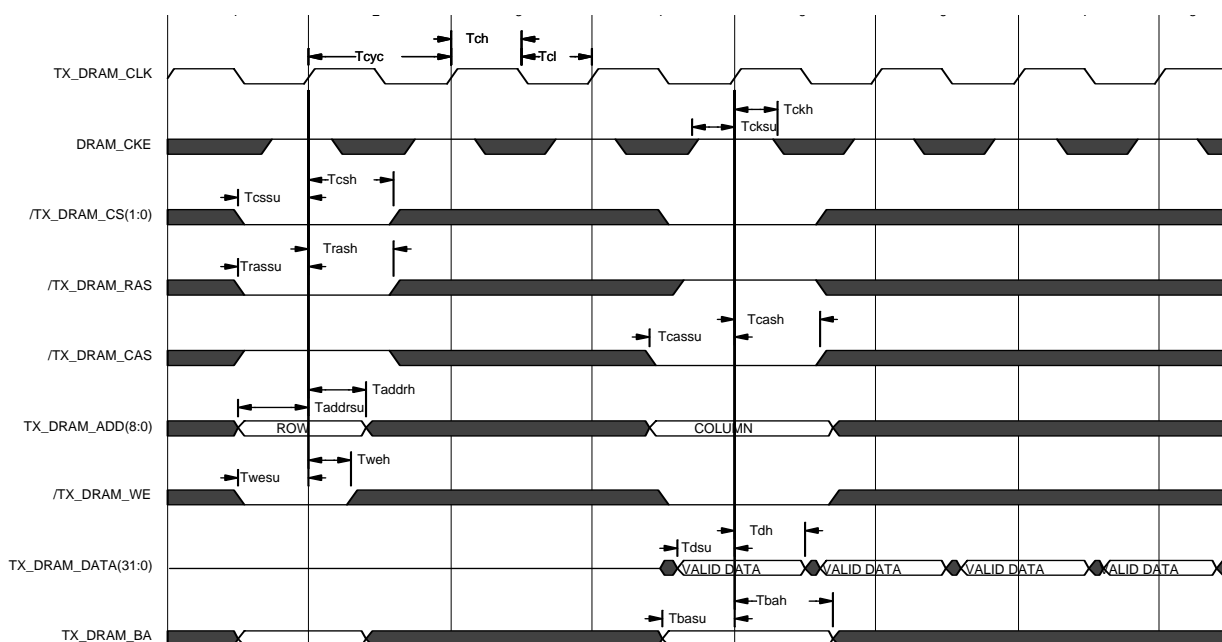 Tch
Tcyc
Tcl
TX_DRAM_CLK
Tckh
Tcksu
DRAM_CKE
Tcsh
Tcssu
/TX_DRAM_CS(1:0)
Trash
Trassu
/TX_DRAM_RAS
Tcash
Tcassu
/TX_DRAM_CAS
Taddrh
Taddrsu
TX_DRAM_ADD(8:0) ROW COLUMN
Tweh
Twesu
/TX_DRAM_WE
Tdh
Tdsu
TX_DRAM_DATA(31:0) VALID DATA VALID DATA VALID DATA VALID DATA
Tbah
Tbasu
TX_DRAM_BA